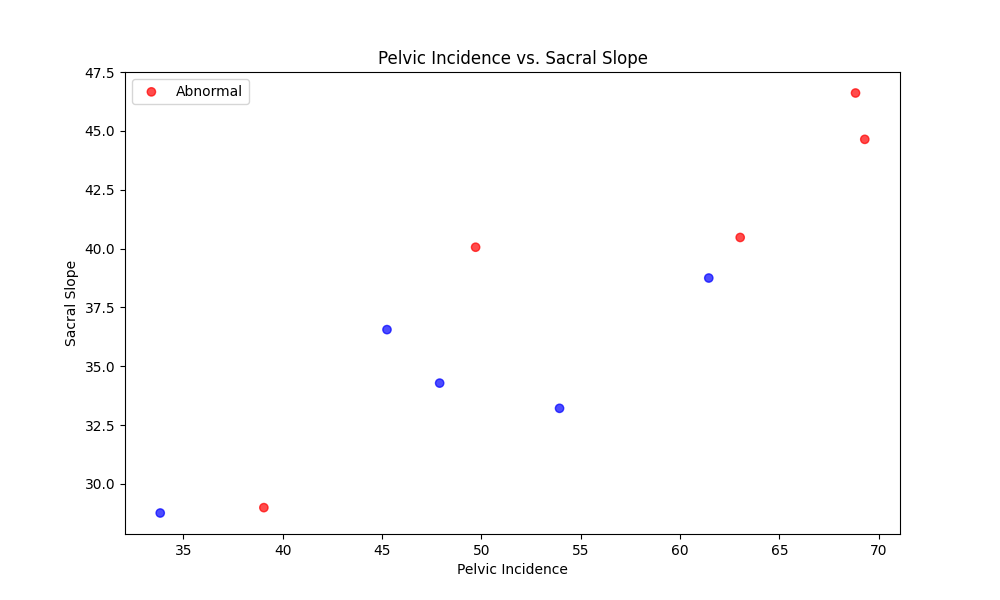 Pelvic Incidence vs. Sacral Slope
Abnormal
Sacral Slope
47.5
45.0
42.5
40.0
37.5
35.0
32.5
30.0
35 40 45 50 55 60 65 70
Pelvic Incidence